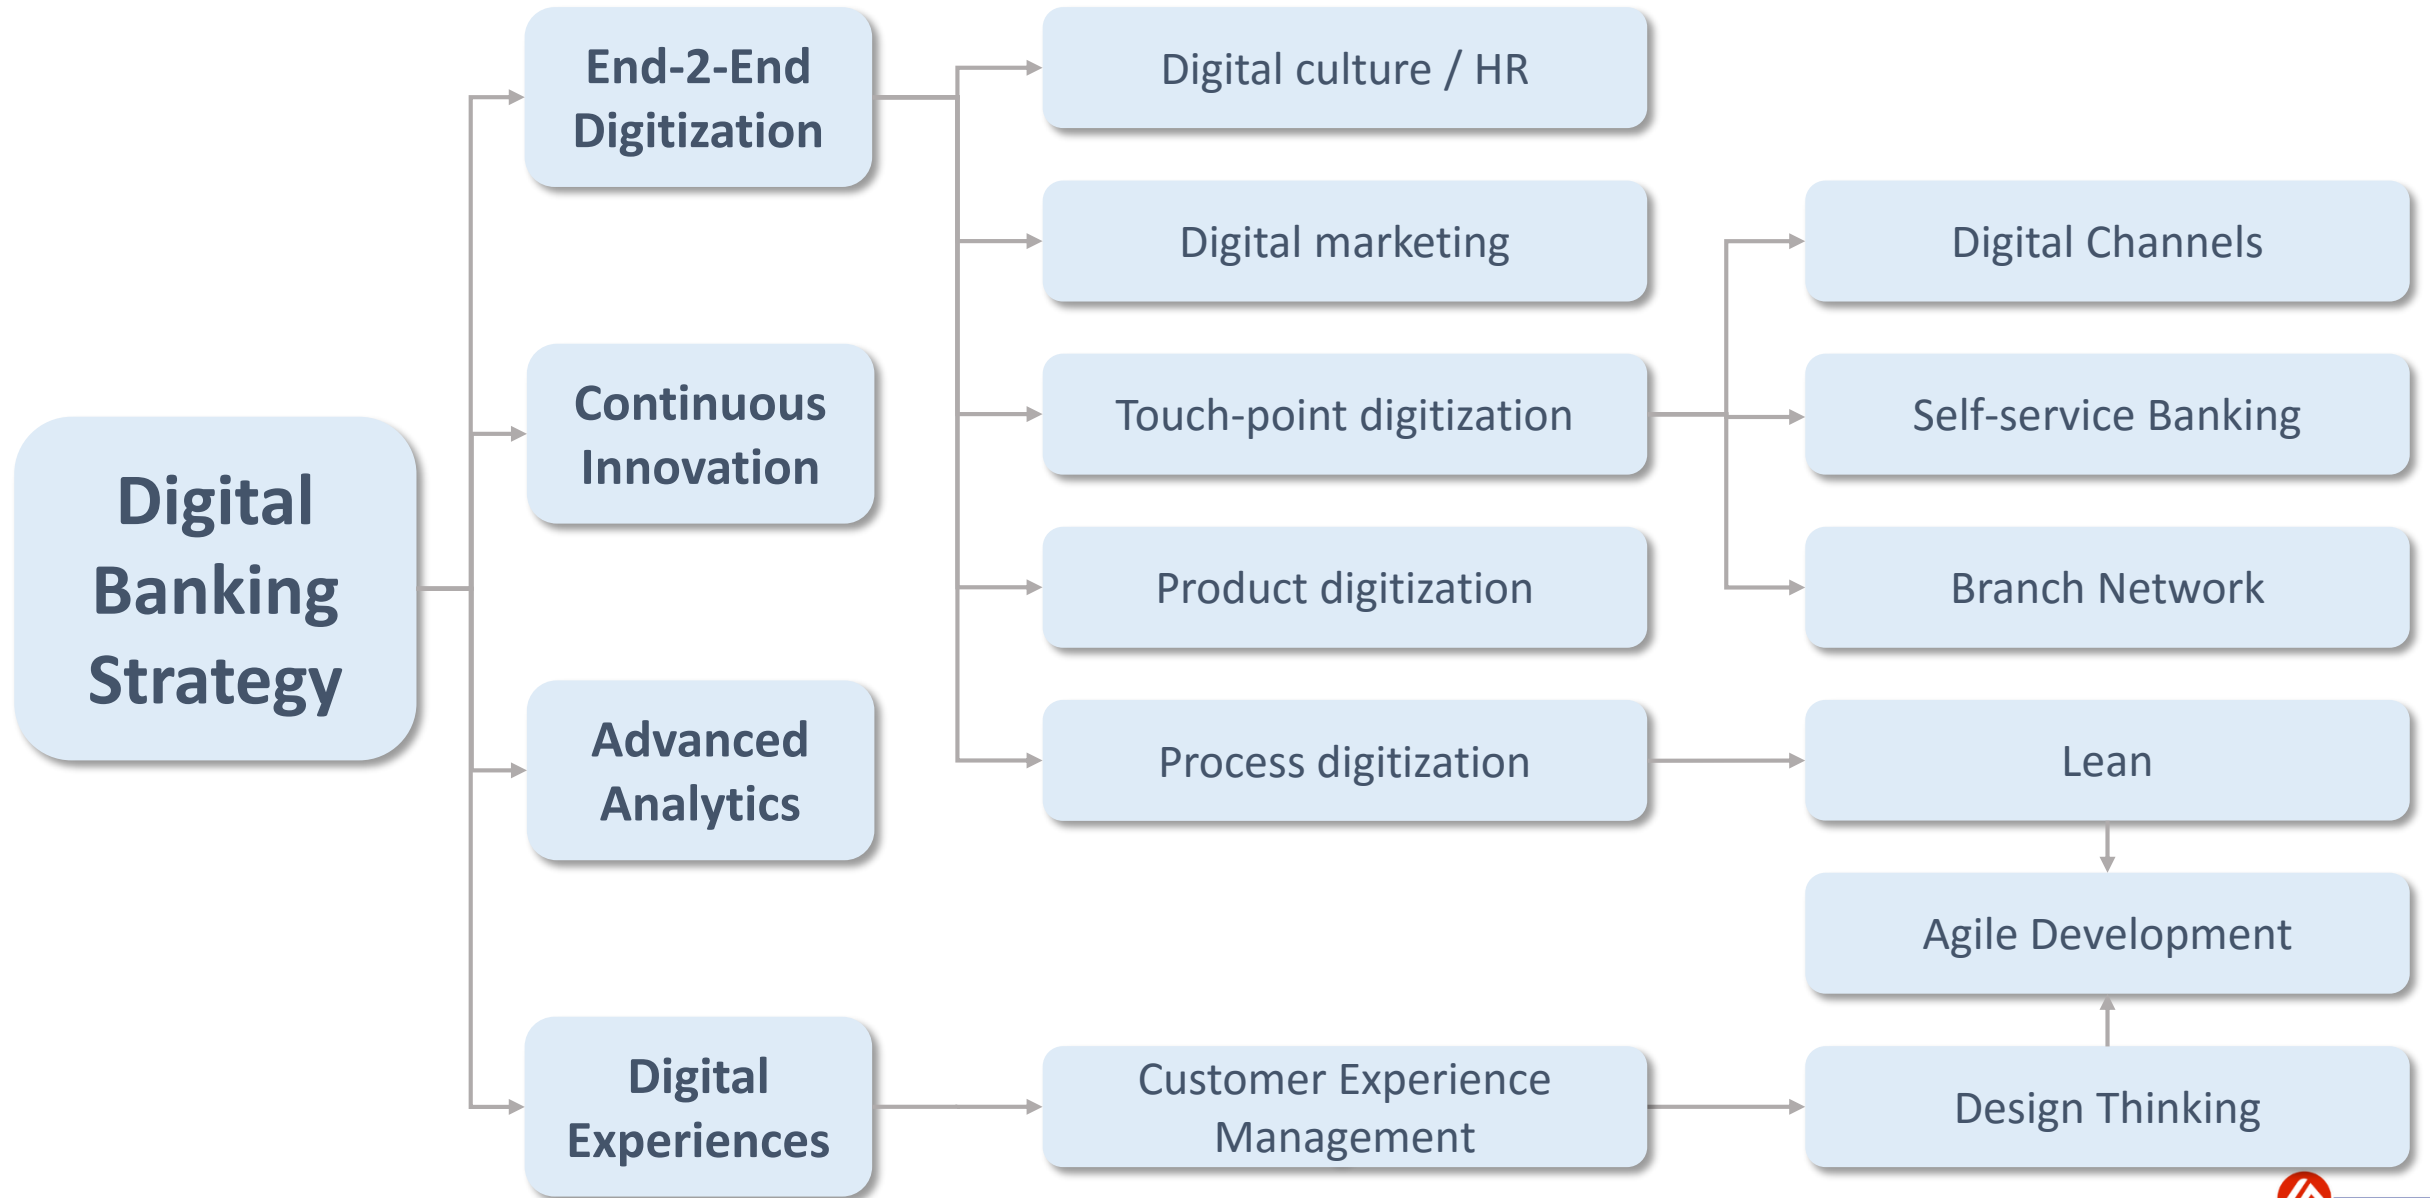 Digital
Banking
Strategy
End-2-End
Digitization
Continuous
Innovation
Advanced
Analytics
Digital
Experiences
Digital culture / HR
Digital marketing
Touch-point digitization
Product digitization
Process digitization
Customer Experience
Management
Digital Channels
Self-service Banking
Branch Network
Lean
Agile Development
Design Thinking